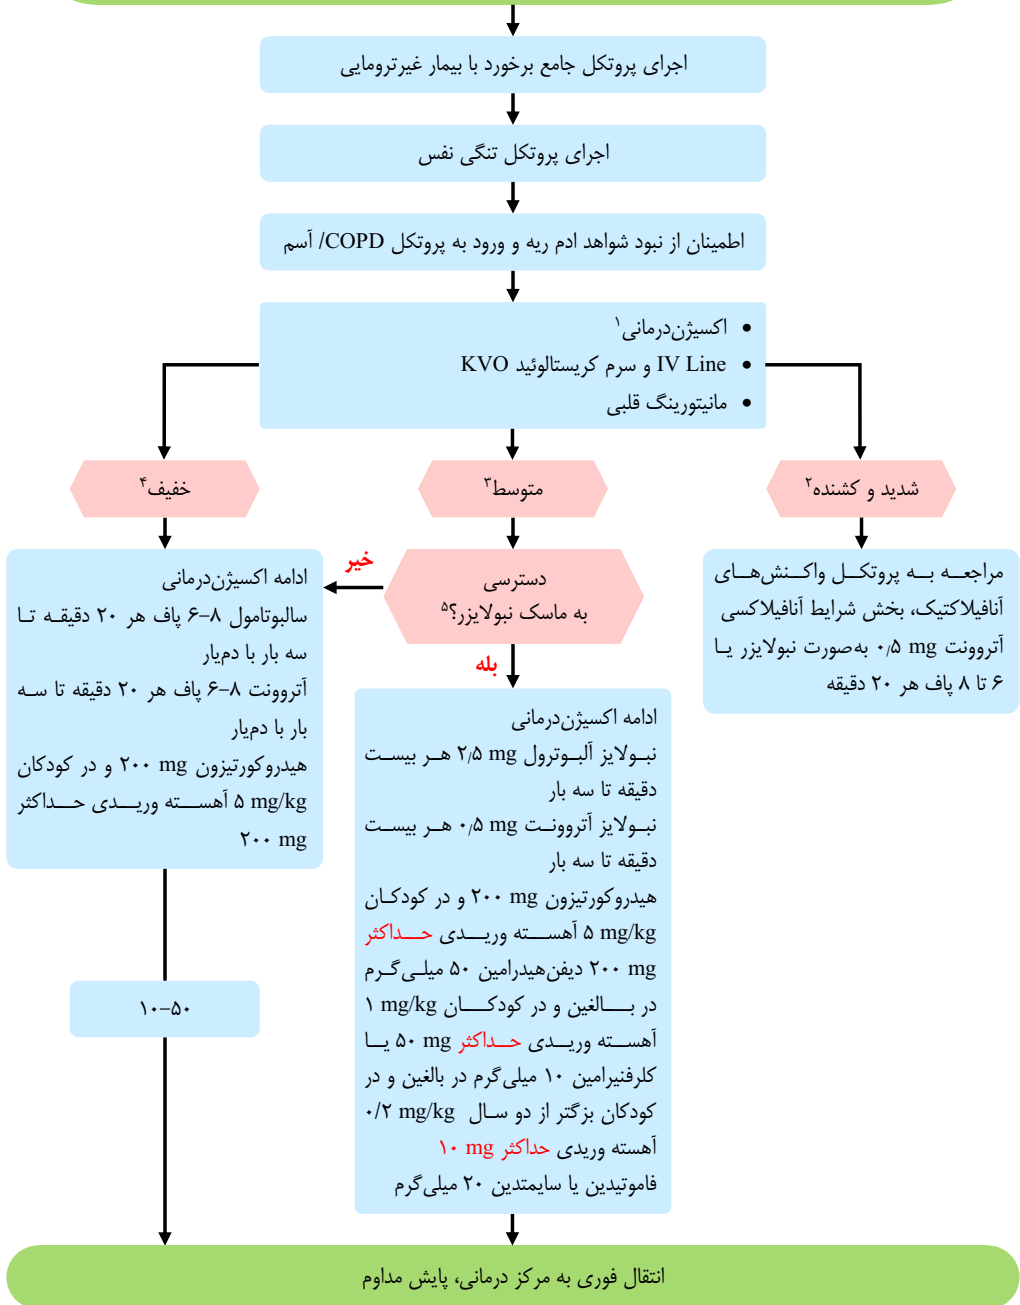 اجرای پروتکل جامع برخورد با بیمار غیرترومایی
اجرای پروتکل تنگی نفس
اطمینان از نبود شواهد ادم ریه و ورود به پروتکل COPD/ آسم
• اکسیژن‌درمانی۱
• IV Line و سرم کریستالوئید KVO
• مانیتورینگ قلبی
شدید و کشنده۲
متوسط۳
خفیف۴
مراجعه به پروتکل واکنش‌های
آنافیلاکتیک، بخش شرایط آنافیلاکسی
آتروونت ۰٫۵ mg به‌صورت نبولایزر یا
۶ تا ۸ پاف هر ۲۰ دقیقه
دسترسی
به ماسک نبولایزر؟۵
خیر
بله
ادامه اکسیژن‌درمانی
نبولایز آلبوترول ۲٫۵ mg هر بیست
دقیقه تا سه بار
نبولایز آتروونت ۰٫۵ mg هر بیست
دقیقه تا سه بار
هیدروکورتیزون ۲۰۰ mg و در کودکان
۵ mg/kg آهسته وریدی حداکثر
۲۰۰ mg دیفن‌هیدرامین ۵۰ میلی‌گرم
در بالغین و در کودکان ۱ mg/kg
آهسته وریدی حداکثر ۵۰ mg یا
کلرفنیرامین ۱۰ میلی‌گرم در بالغین و در
کودکان بزگتر از دو سال ۰/۲ mg/kg
آهسته وریدی حداکثر ۱۰ mg
فاموتیدین یا سایمتدین ۲۰ میلی‌گرم
ادامه اکسیژن‌درمانی
سالبوتامول ۸–۶ پاف هر ۲۰ دقیقه تا
سه بار با دم‌یار
آتروونت ۸–۶ پاف هر ۲۰ دقیقه تا سه
بار با دم‌یار
هیدروکورتیزون ۲۰۰ mg و در کودکان
۵ mg/kg آهسته وریدی حداکثر
۲۰۰ mg
۱۰–۵۰
انتقال فوری به مرکز درمانی، پایش مداوم